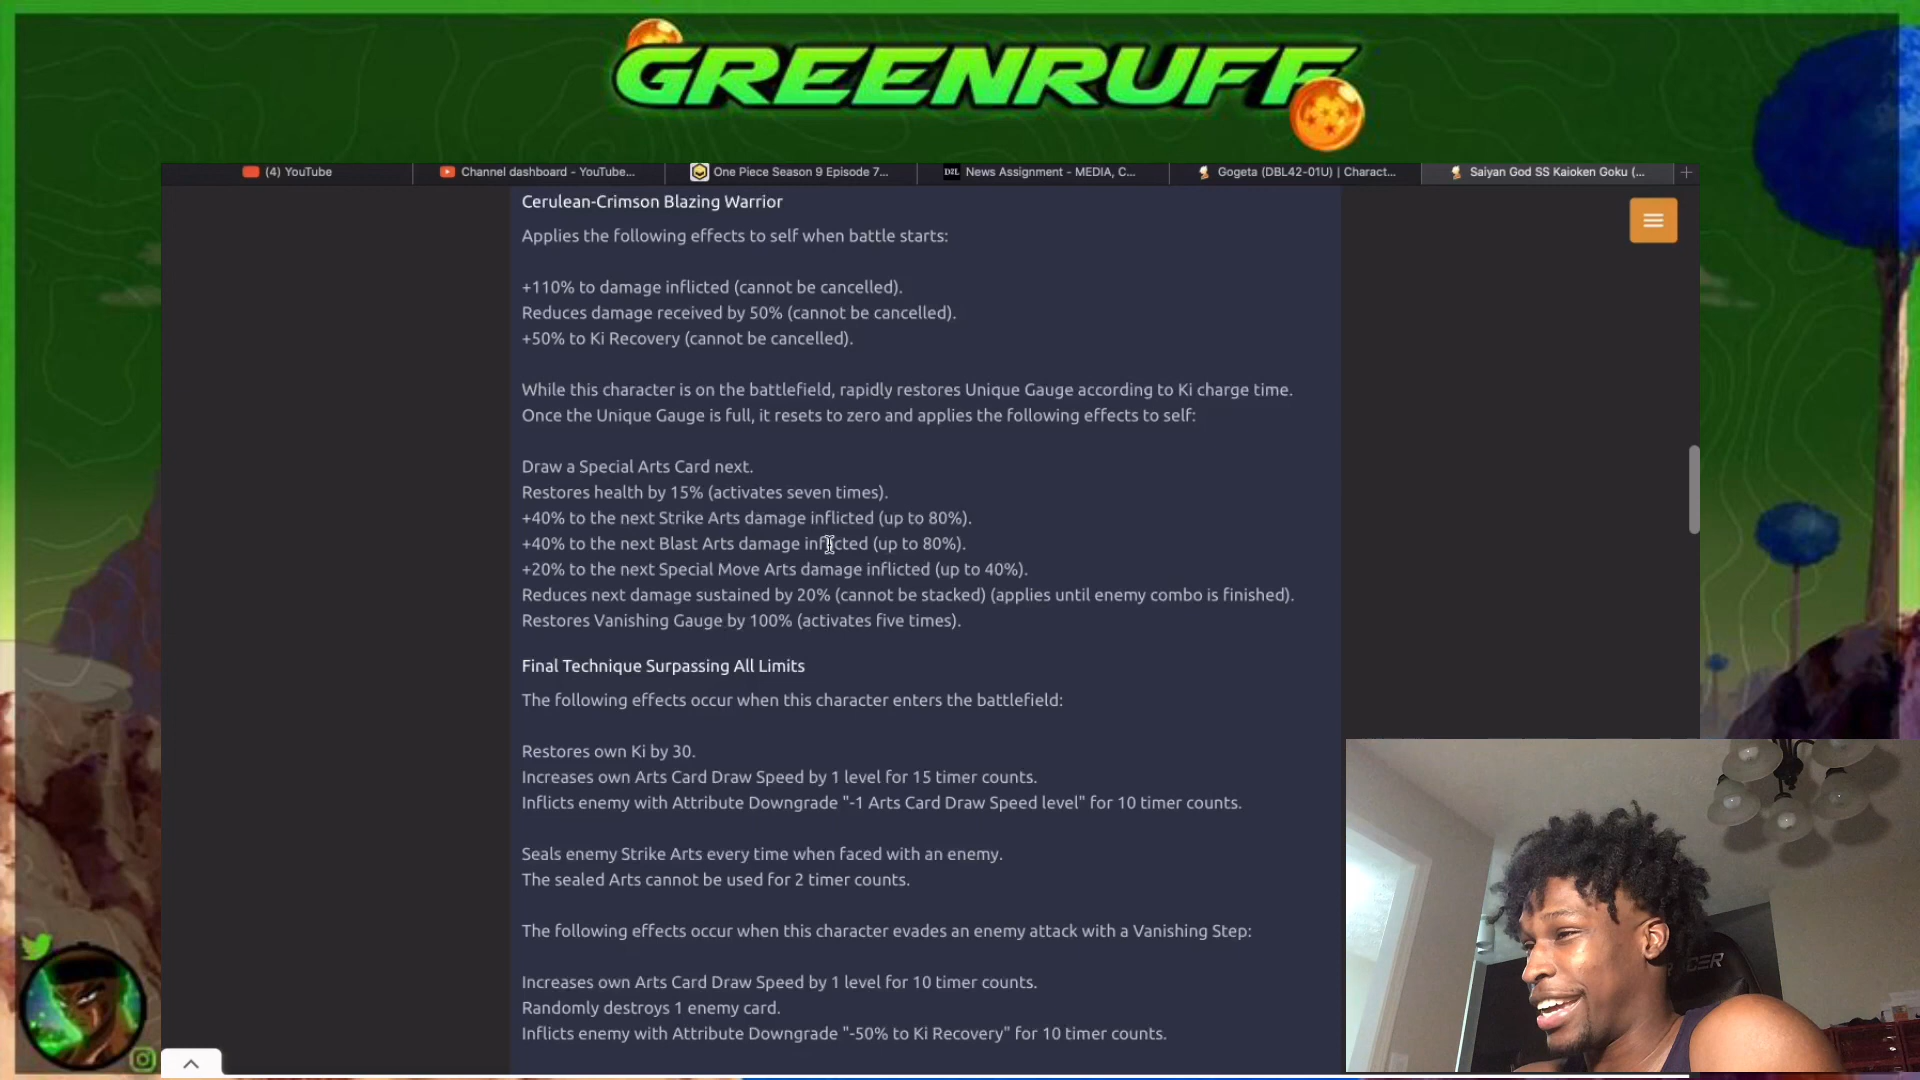 GREENRUFF
(4) YouTube
Channel dashboard - YouTube...
One Piece Season 9 Episode 7...
D2L
News Assignment - MEDIA, C...
Gogeta (DBL42-01U) | Charact...
Saiyan God SS Kaioken Goku (...
Cerulean-Crimson Blazing Warrior
Applies the following effects to self when battle starts:
+110% to damage inflicted (cannot be cancelled).
Reduces damage received by 50% (cannot be cancelled).
+50% to Ki Recovery (cannot be cancelled).
While this character is on the battlefield, rapidly restores Unique Gauge according to Ki charge time.
Once the Unique Gauge is full, it resets to zero and applies the following effects to self:
Draw a Special Arts Card next.
Restores health by 15% (activates seven times).
+40% to the next Strike Arts damage inflicted (up to 80%).
+40% to the next Blast Arts damage inflicted (up to 80%).
+20% to the next Special Move Arts damage inflicted (up to 40%).
Reduces next damage sustained by 20% (cannot be stacked) (applies until enemy combo is finished).
Restores Vanishing Gauge by 100% (activates five times).
Final Technique Surpassing All Limits
The following effects occur when this character enters the battlefield:
Restores own Ki by 30.
Increases own Arts Card Draw Speed by 1 level for 15 timer counts.
Inflicts enemy with Attribute Downgrade "-1 Arts Card Draw Speed level" for 10 timer counts.
Seals enemy Strike Arts every time when faced with an enemy.
The sealed Arts cannot be used for 2 timer counts.
The following effects occur when this character evades an enemy attack with a Vanishing Step:
Increases own Arts Card Draw Speed by 1 level for 10 timer counts.
Randomly destroys 1 enemy card.
Inflicts enemy with Attribute Downgrade "-50% to Ki Recovery" for 10 timer counts.